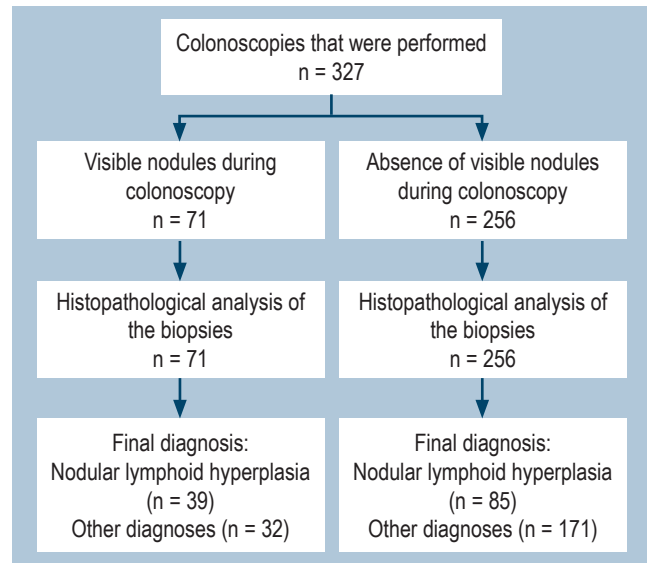 Colonoscopies that were performed
n = 327
Visible nodules during
colonoscopy
n = 71
Absence of visible nodules
during colonoscopy
n = 256
Histopathological analysis of
the biopsies
n = 71
Histopathological analysis of
the biopsies
n = 256
Final diagnosis:
Nodular lymphoid hyperplasia
(n = 39)
Other diagnoses (n = 32)
Final diagnosis:
Nodular lymphoid hyperplasia
(n = 85)
Other diagnoses (n = 171)